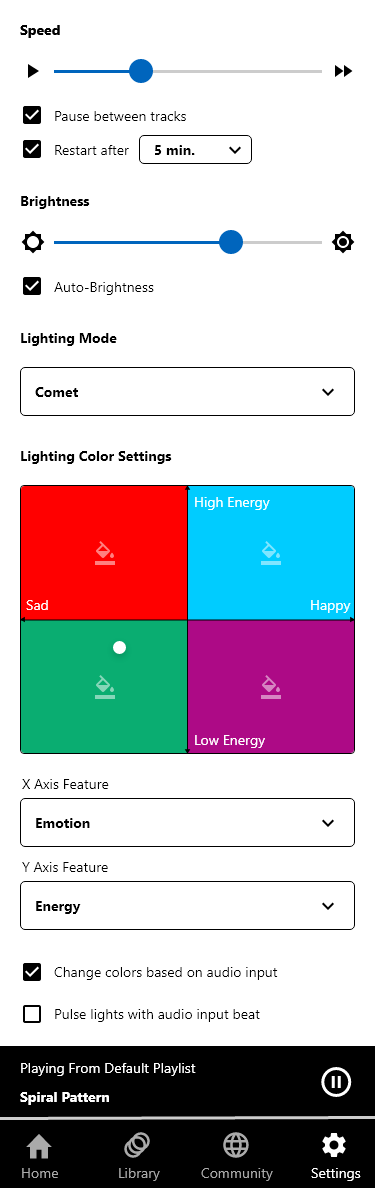 Speed
Pause between tracks
Restart after 5 min.
Brightness
Auto-Brightness
Lighting Mode
Comet
Lighting Color Settings
High Energy
Sad Happy
Low Energy
X Axis Feature
Emotion
Y Axis Feature
Energy
Change colors based on audio input
Pulse lights with audio input beat
Playing From Default Playlist
Spiral Pattern
Home Library Community Settings